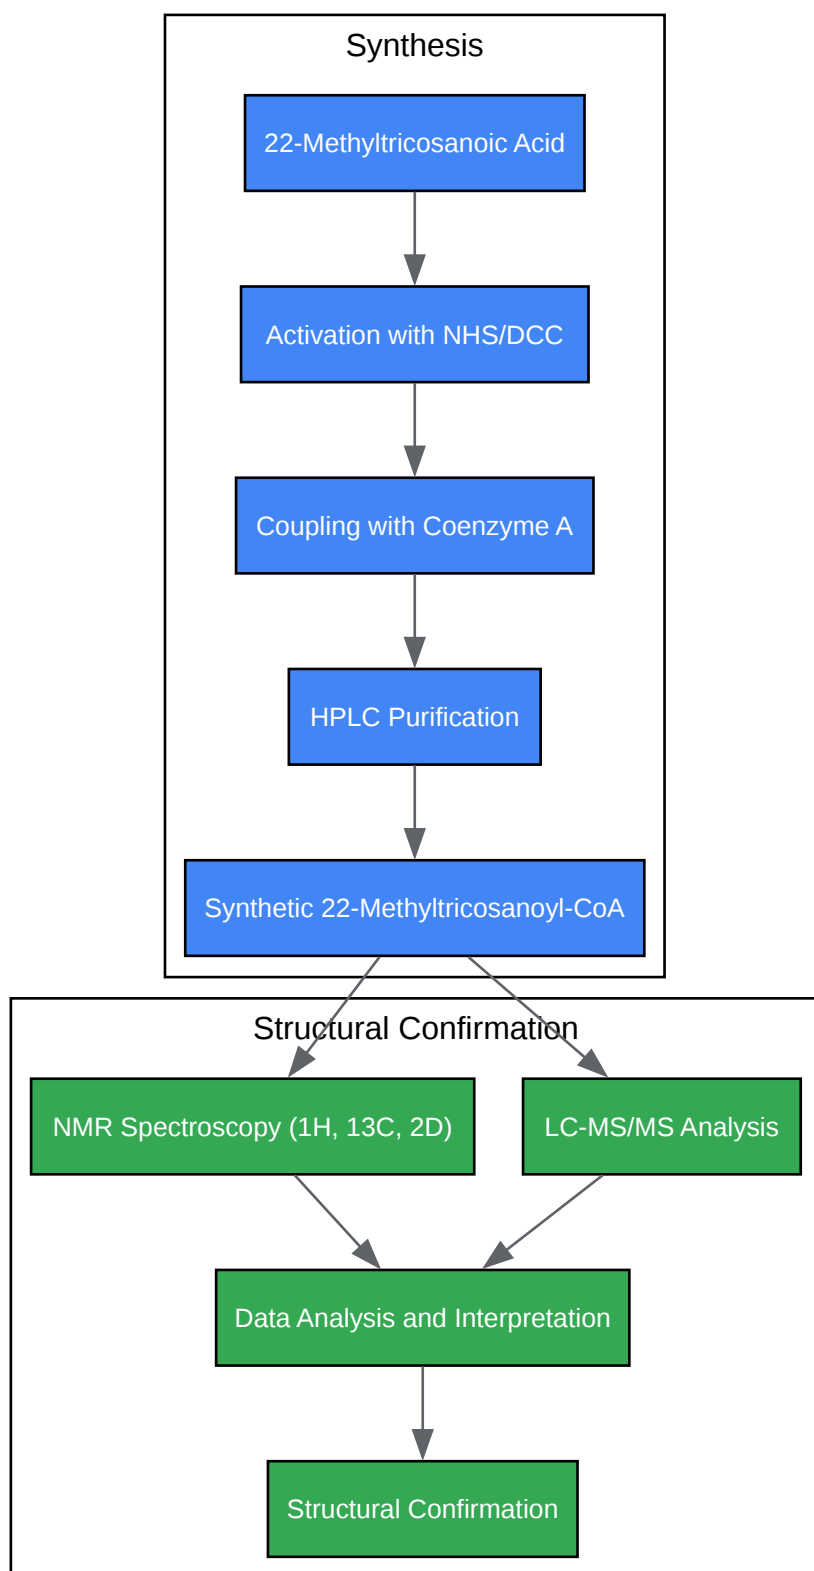 Synthesis
22-Methyltricosanoic Acid
Activation with NHS/DCC
Coupling with Coenzyme A
HPLC Purification
Synthetic 22-Methyltricosanoyl-CoA
Structural Confirmation
NMR Spectroscopy (1H, 13C, 2D)
LC-MS/MS Analysis
Data Analysis and Interpretation
Structural Confirmation